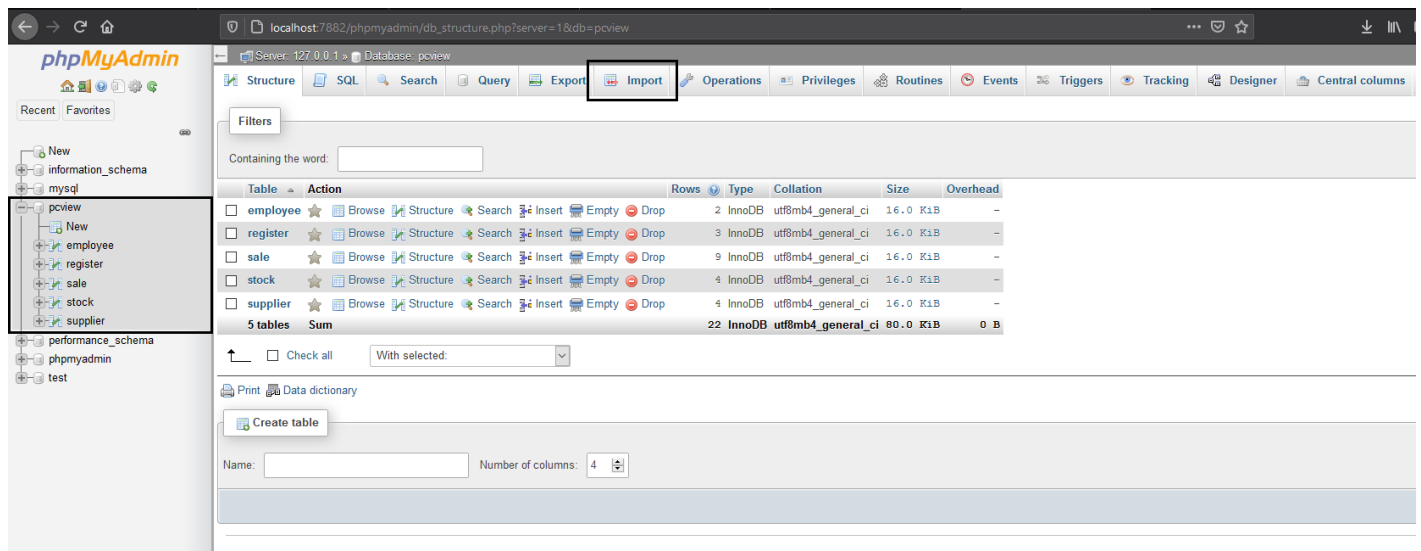 localhost:7882/phpmyadmin/db_structure.php?server=1&db=pcview
phpMyAdmin
Recent Favorites
New
information_schema
mysql
pcview
New
employee
register
sale
stock
supplier
performance_schema
phpmyadmin
test
Server: 127.0.0.1 » Database: pcview
Structure SQL Search Query Export Import Operations Privileges Routines Events Triggers Tracking Designer Central columns
Filters
Containing the word:
Table Action Rows Type Collation Size Overhead
employee Browse Structure Search Insert Empty Drop 2 InnoDB utf8mb4_general_ci 16.0 KiB -
register Browse Structure Search Insert Empty Drop 3 InnoDB utf8mb4_general_ci 16.0 KiB -
sale Browse Structure Search Insert Empty Drop 9 InnoDB utf8mb4_general_ci 16.0 KiB -
stock Browse Structure Search Insert Empty Drop 4 InnoDB utf8mb4_general_ci 16.0 KiB -
supplier Browse Structure Search Insert Empty Drop 4 InnoDB utf8mb4_general_ci 16.0 KiB -
5 tables Sum 22 InnoDB utf8mb4_general_ci 80.0 KiB 0 B
Check all With selected:
Print Data dictionary
Create table
Name: Number of columns: 4